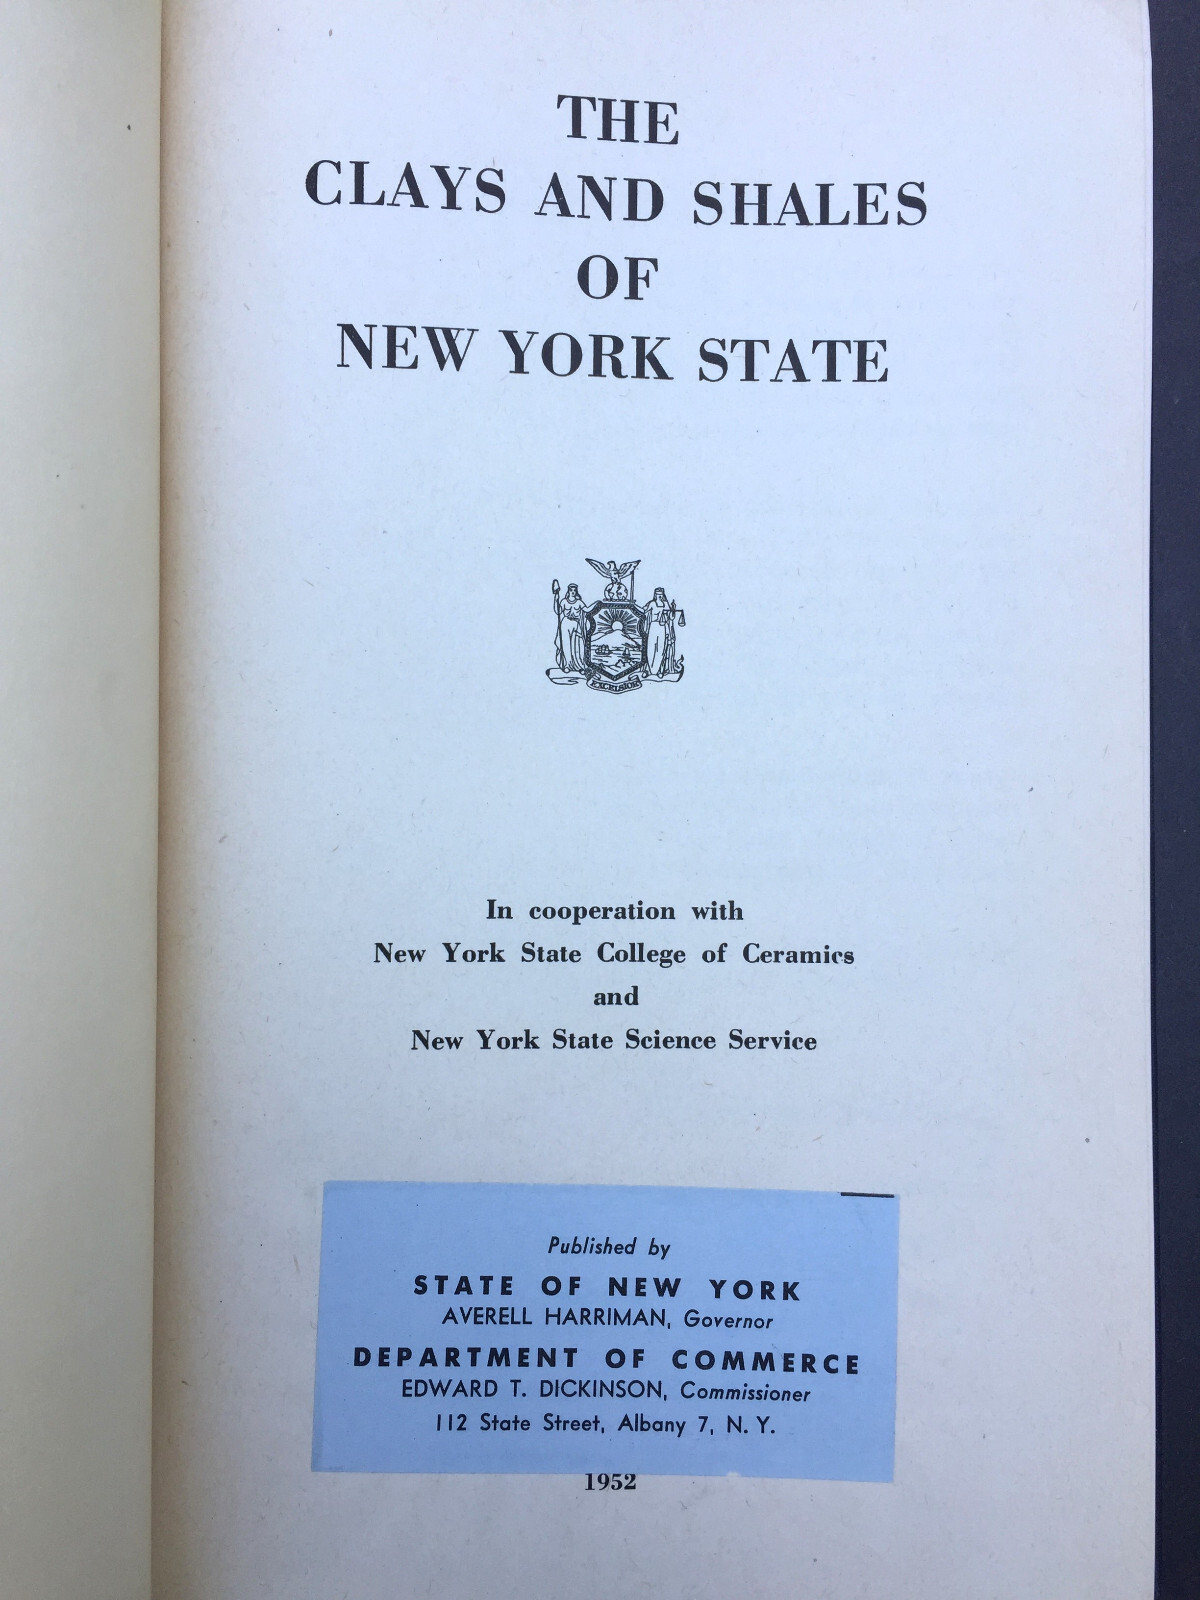 THE
CLAYS AND SHALES
OF
NEW YORK STATE
EXCELSIOR
In cooperation with
New York State College of Ceramics
and
New York State Science Service
Published by
STATE OF NEW YORK
AVERELL HARRIMAN, Governor
DEPARTMENT OF COMMERCE
EDWARD T. DICKINSON, Commissioner
112 State Street, Albany 7, N. Y.
1952